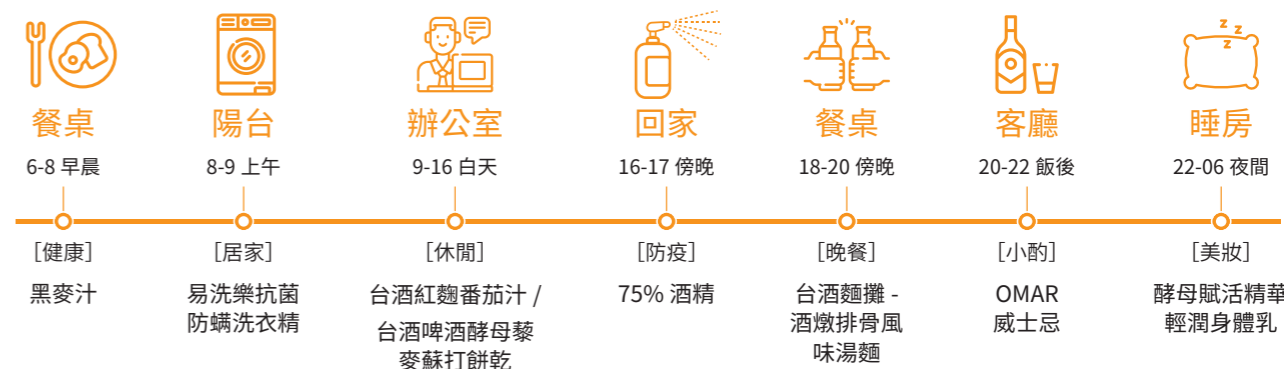 z z
z
餐桌
陽台
辦公室
回家
餐桌
客廳
睡房
6-8 早晨
8-9 上午
9-16 白天
16-17 傍晚
18-20 傍晚
20-22 飯後
22-06 夜間
［健康］
［居家］
［休閒］
［防疫］
［晚餐］
［小酌］
［美妝］
黑麥汁
易洗樂抗菌
防蟎洗衣精
台酒紅麴番茄汁 /
台酒啤酒酵母藜
麥蘇打餅乾
75% 酒精
台酒麵攤 -
酒燉排骨風
味湯麵
OMAR
威士忌
酵母賦活精華
輕潤身體乳